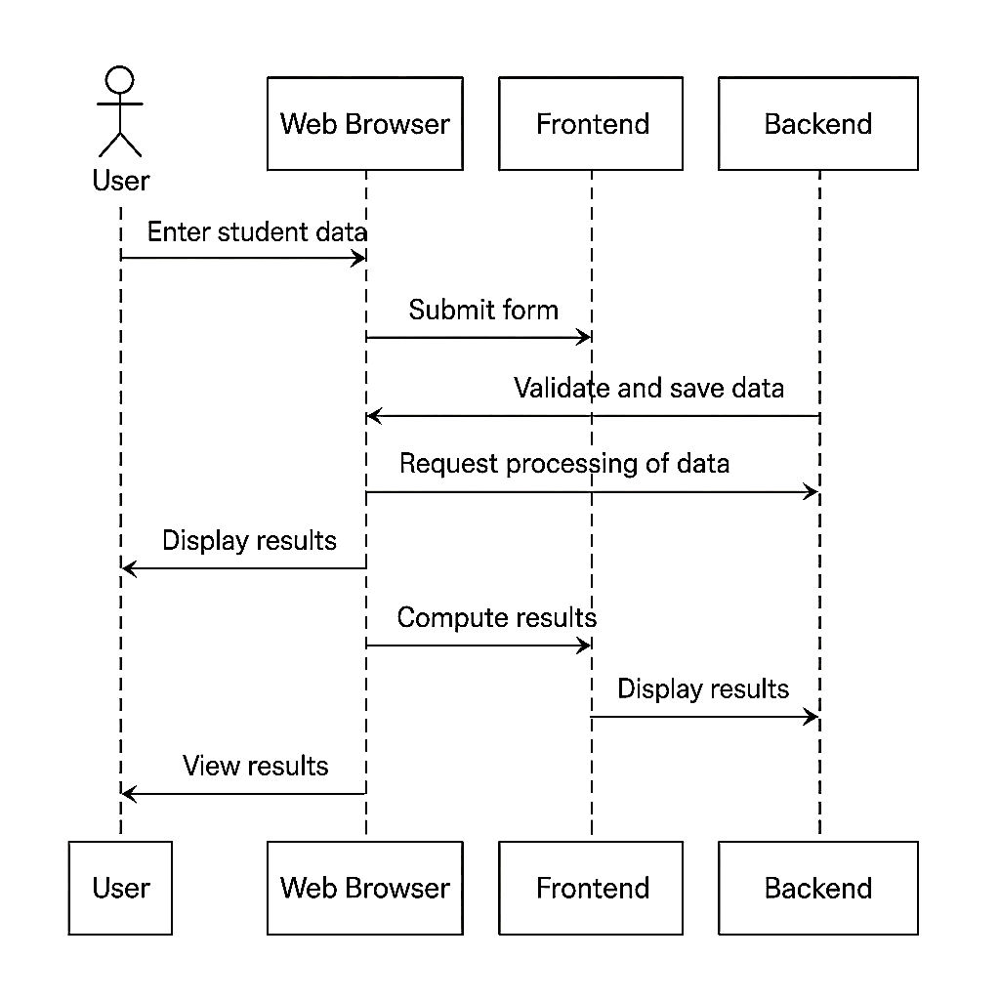 User
Web Browser
Frontend
Backend
Enter student data
Submit form
Validate and save data
Request processing of data
Display results
Compute results
Display results
View results
User
Web Browser
Frontend
Backend